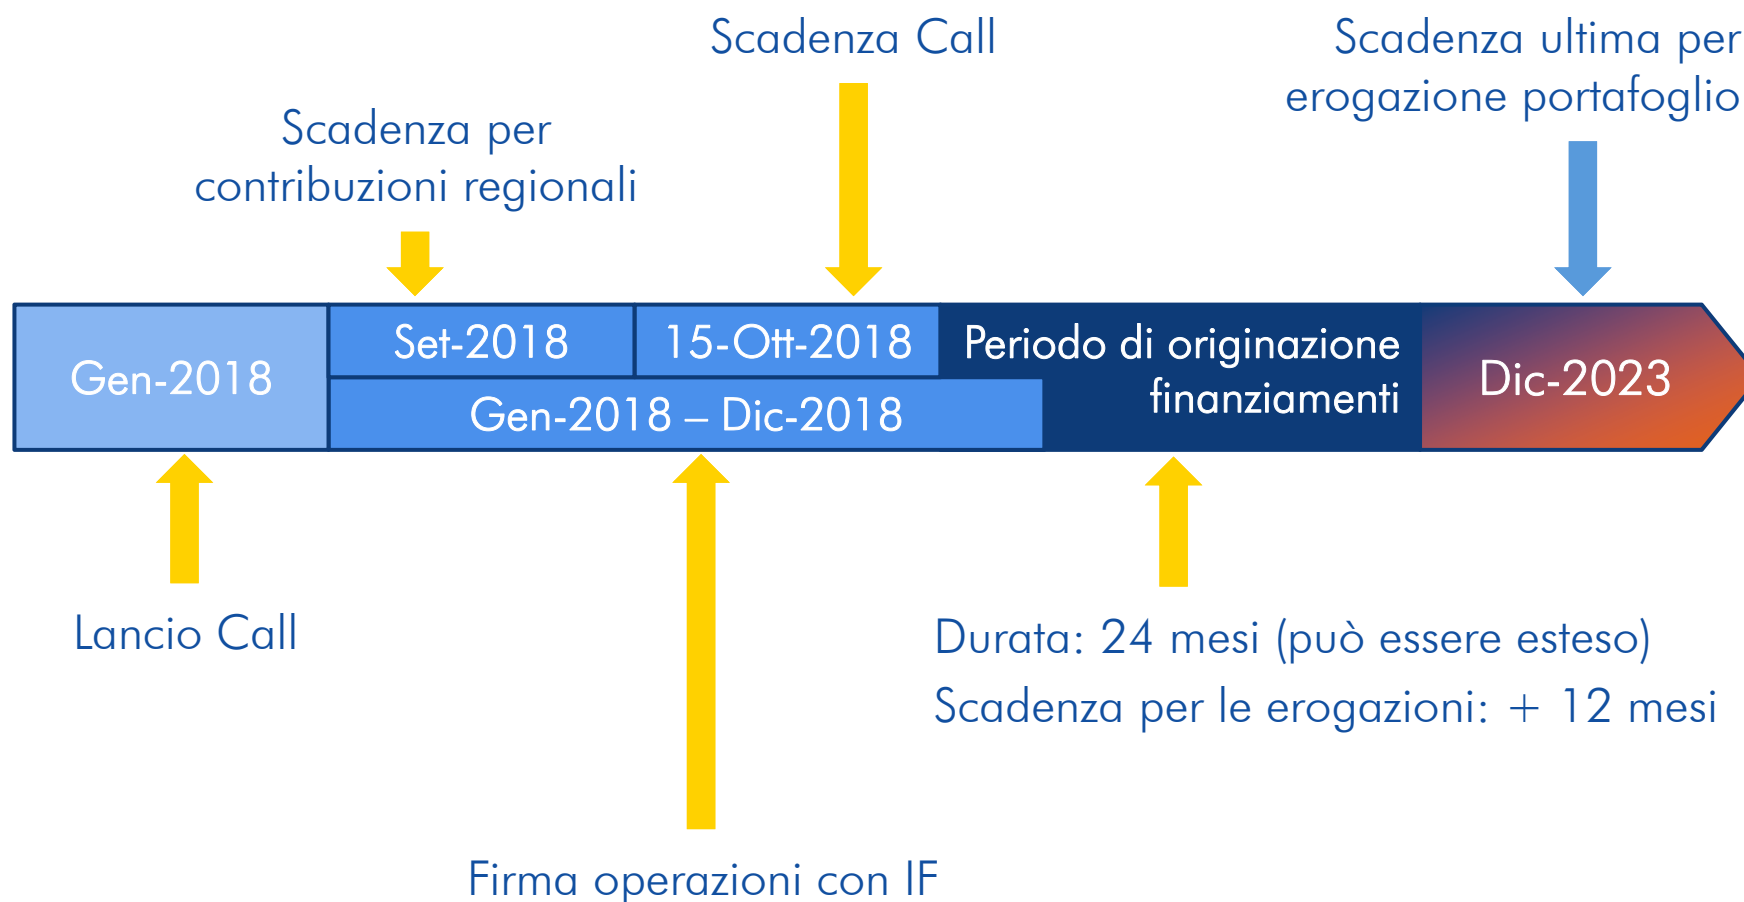 Scadenza Call
Scadenza ultima per
erogazione portafoglio
Scadenza per
contribuzioni regionali
Gen-2018
Set-2018
15-Ott-2018
Gen-2018 – Dic-2018
Periodo di originazione
finanziamenti
Dic-2023
Lancio Call
Durata: 24 mesi (può essere esteso)
Scadenza per le erogazioni: + 12 mesi
Firma operazioni con IF